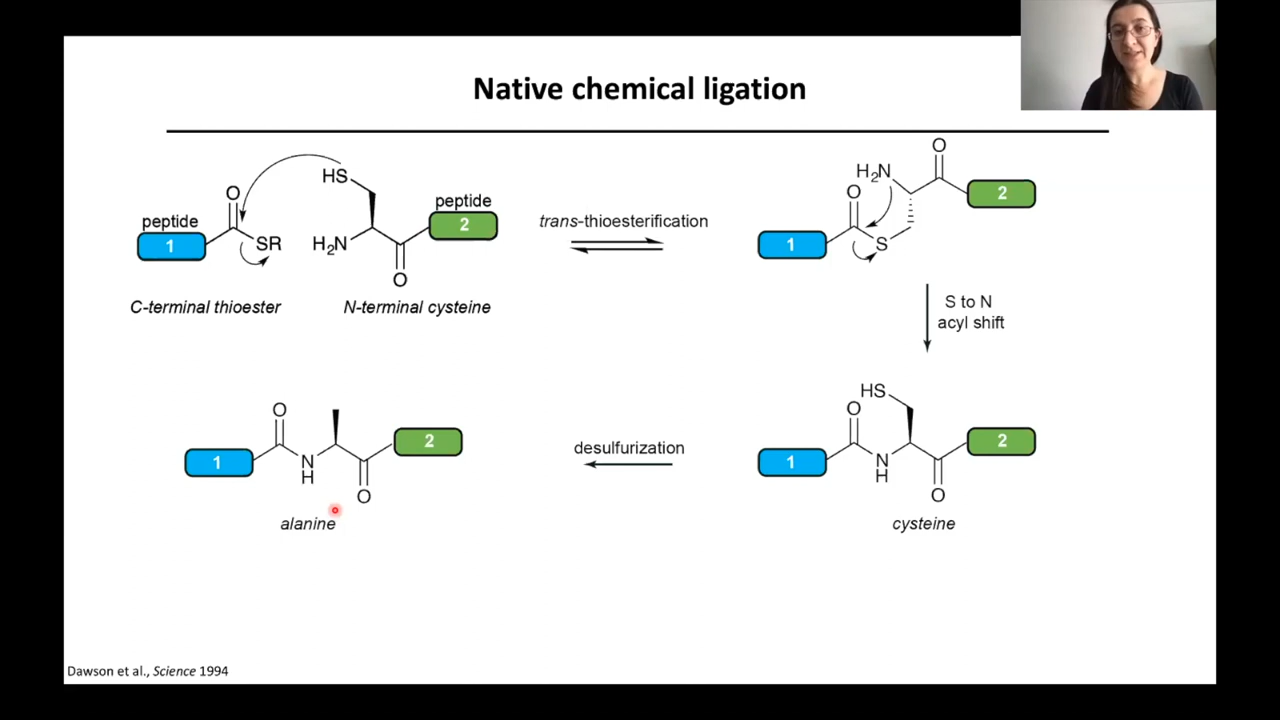 Native chemical ligation
O
HS
peptide
1
SR
H₂N
O
peptide
2
C-terminal thioester
N-terminal cysteine
trans-thioesterification
H₂N
O
O
2
1
S
S to N
acyl shift
HS
O
1
N
H
O
2
cysteine
desulfurization
O
1
N
H
O
2
alanine
Dawson et al., Science 1994